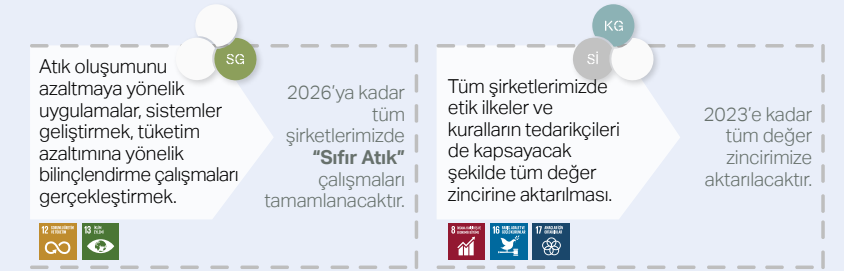 SG
Atık oluşumunu
azaltmaya yönelik
uygulamalar, sistemler
geliştirmek, tüketim
azaltımına yönelik
bilinçlendirme çalışmaları
gerçekleştirmek.
2026'ya kadar
tüm
şirketlerimizde
"Sıfır Atık"
çalışmaları
tamamlanacaktır.
12
13
KG
Sİ
Tüm şirketlerimizde
etik ilkeler ve
kuralların tedarikçileri
de kapsayacak
şekilde tüm değer
zincirine aktarılması.
2023'e kadar
tüm değer
zincirimize
aktarılacaktır.
8
16
17